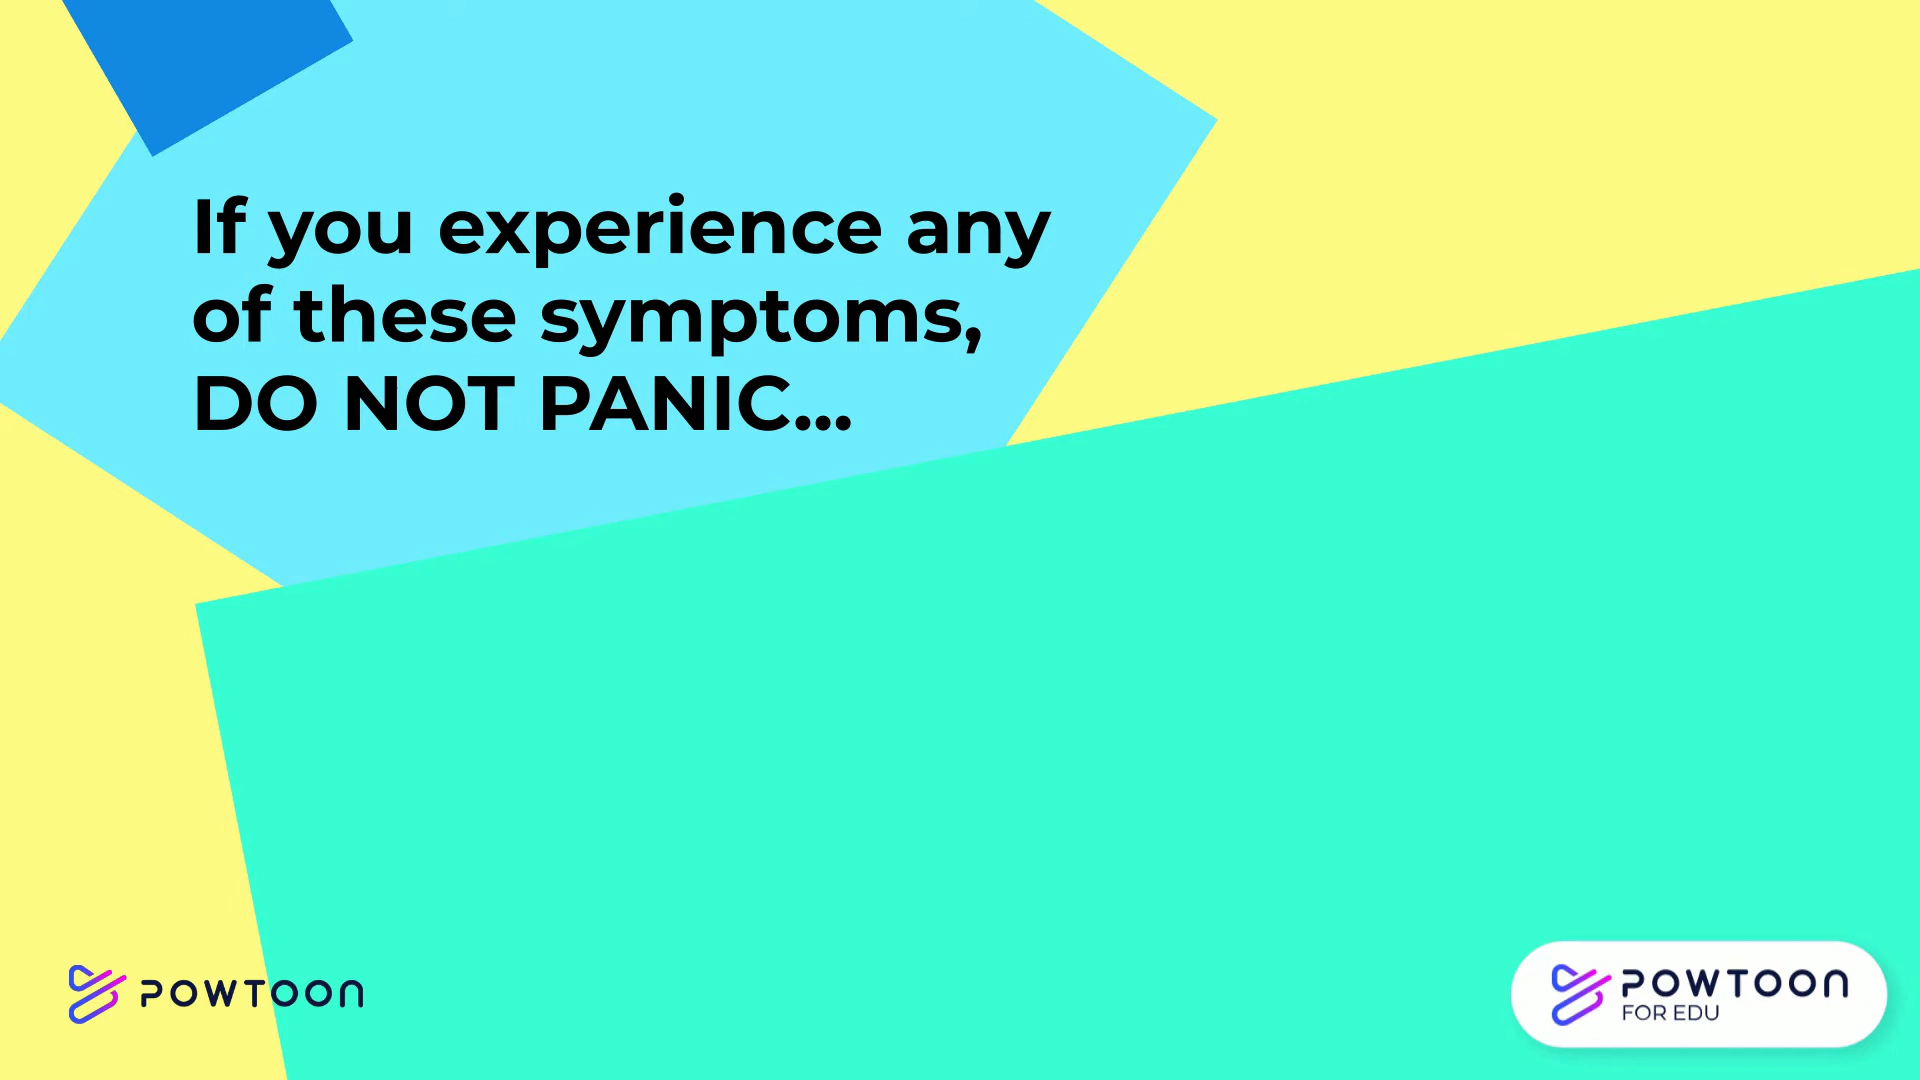 If you experience any
of these symptoms,
DO NOT PANIC...
POWTOON
POWTOON
FOR EDU